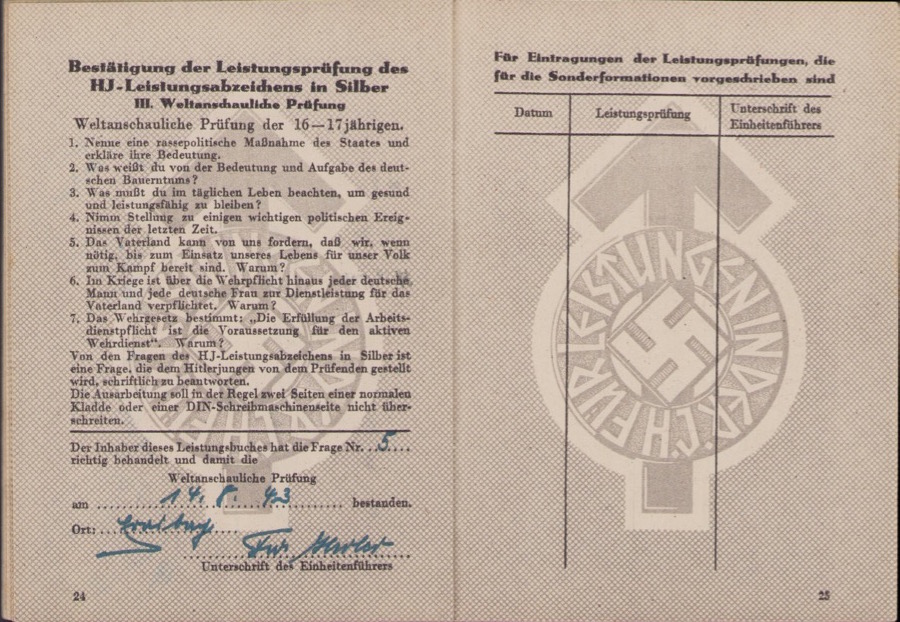 Bestätigung der Leistungsprüfung des
HJ-Leistungsabzeichens in Silber
III. Weltanschauliche Prüfung
Weltanschauliche Prüfung der 16—17jährigen.
1. Nenne eine rassepolitische Maßnahme des Staates und
erkläre ihre Bedeutung.
2. Was weißt du von der Bedeutung und Aufgabe des deut-
schen Bauerntums?
3. Was mußt du im täglichen Leben beachten, um gesund
und leistungsfähig zu bleiben?
4. Nimm Stellung zu einigen wichtigen politischen Ereig-
nissen der letzten Zeit.
5. Das Vaterland kann von uns fordern, daß wir, wenn
nötig, bis zum Einsatz unseres Lebens für unser Volk
zum Kampf bereit sind. Warum?
6. Im Kriege ist über die Wehrpflicht hinaus jeder deutsche
Mann und jede deutsche Frau zur Dienstleistung für das
Vaterland verpflichtet. Warum?
7. Das Wehrgesetz bestimmt: „Die Erfüllung der Arbeits-
dienstpflicht ist die Voraussetzung für den aktiven
Wehrdienst“. Warum?
Von den Fragen des HJ-Leistungsabzeichens in Silber ist
eine Frage, die dem Hitlerjungen von dem Prüfenden gestellt
wird, schriftlich zu beantworten.
Die Ausarbeitung soll in der Regel zwei Seiten einer normalen
Kladde oder einer DIN-Schreibmaschinenseite nicht über-
schreiten.
Der Inhaber dieses Leistungsbuches hat die Frage Nr. 5
richtig behandelt und damit die
Weltanschauliche Prüfung
am 14. 8. 43 bestanden.
Ort:
Unterschrift des Einheitenführers
24
Für Eintragungen der Leistungsprüfungen, die
für die Sonderformationen vorgeschrieben sind
Datum Leistungsprüfung Unterschrift des
Einheitenführers
FÜR LEISTUNGEN IN DER H.J.
25